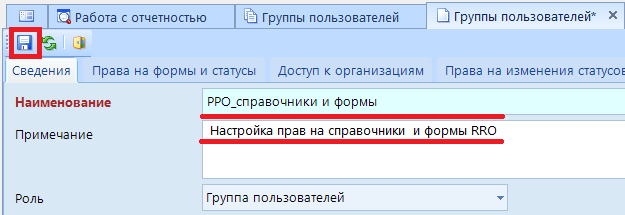 Работа с отчетностью Группы пользователей Группы пользователей*
Сведения Права на формы и статусы Доступ к организациям Права на изменения статусов
Наименование РРО_справочники и формы
Примечание Настройка прав на справочники и формы RRO
Роль Группа пользователей